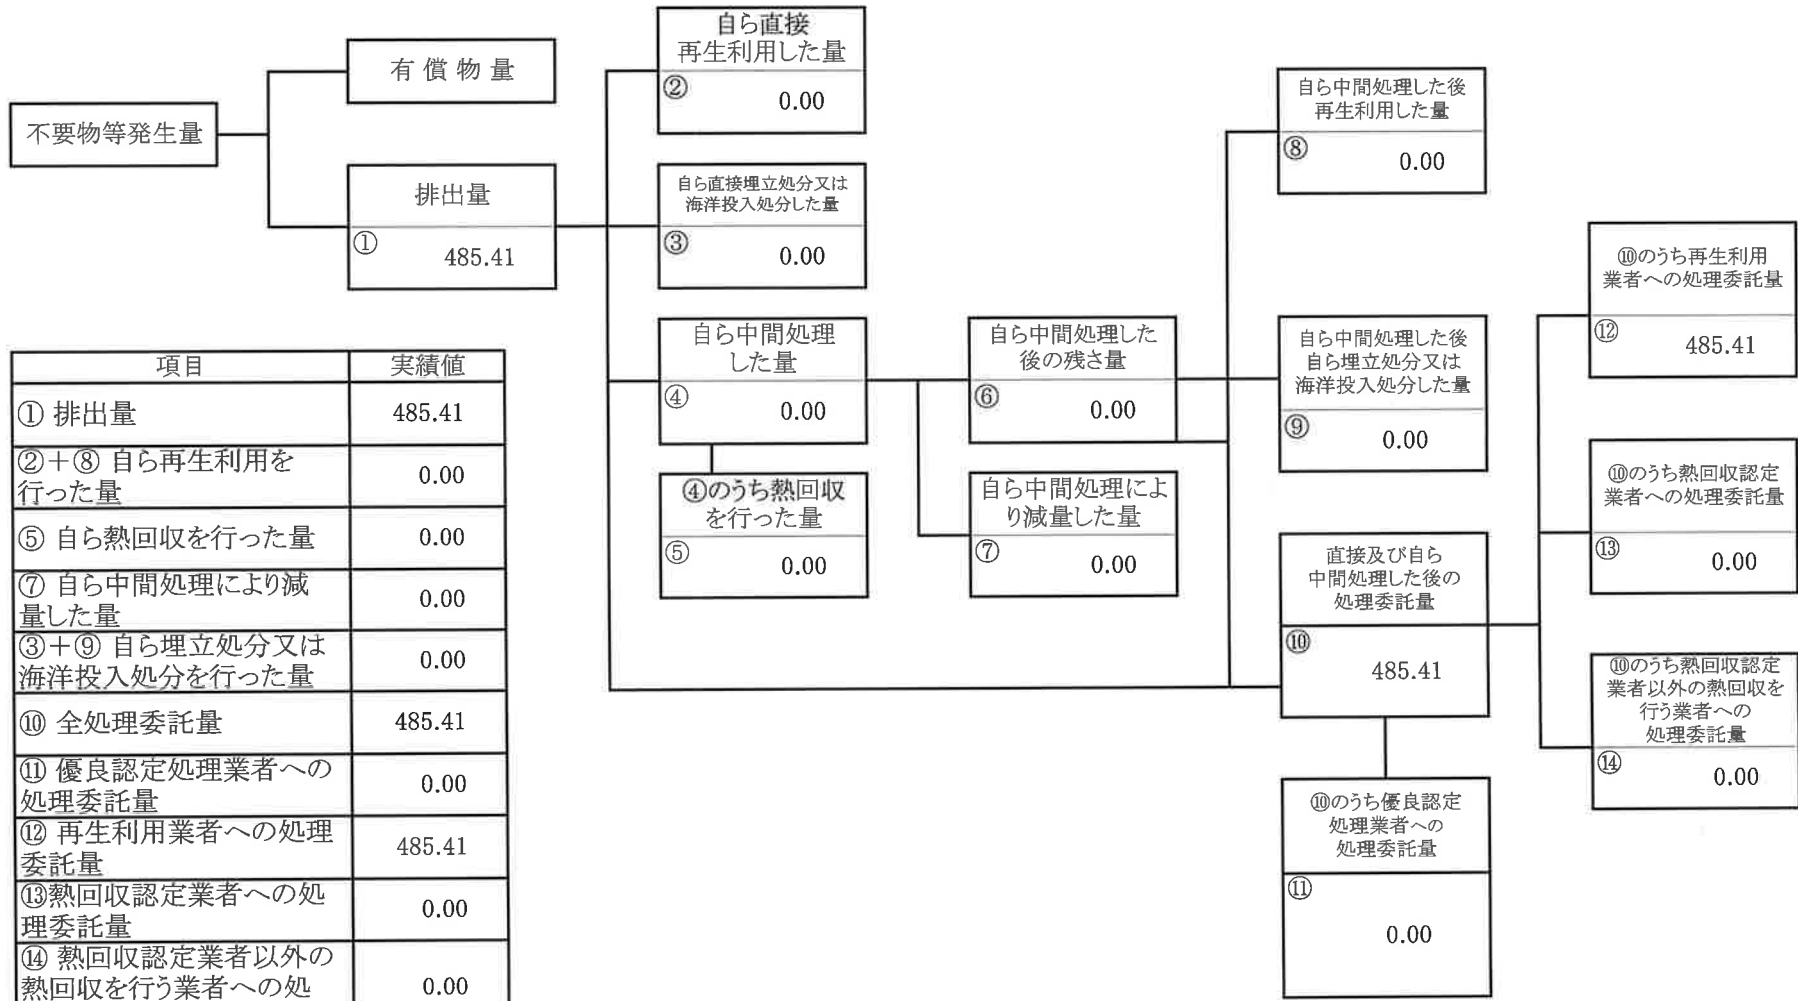 不要物等発生量
有償物量
排出量
①
485.41
自ら直接
再生利用した量
②
0.00
自ら直接埋立処分又は
海洋投入処分した量
③
0.00
自ら中間処理
した量
④
0.00
④のうち熱回収
を行った量
⑤
0.00
自ら中間処理した
後の残さ量
⑥
0.00
自ら中間処理によ
り減量した量
⑦
0.00
自ら中間処理した後
再生利用した量
⑧
0.00
自ら中間処理した後
自ら埋立処分又は
海洋投入処分した量
⑨
0.00
直接及び自ら
中間処理した後の
処理委託量
⑩
485.41
⑩のうち優良認定
処理業者への
処理委託量
⑪
0.00
⑩のうち再生利用
業者への処理委託量
⑫
485.41
⑩のうち熱回収認定
業者への処理委託量
⑬
0.00
⑩のうち熱回収認定
業者以外の熱回収を
行う業者への
処理委託量
⑭
0.00
項目 実績値
① 排出量 485.41
②+⑧ 自ら再生利用を
行った量 0.00
⑤ 自ら熱回収を行った量 0.00
⑦ 自ら中間処理により減
量した量 0.00
③+⑨ 自ら埋立処分又は
海洋投入処分を行った量 0.00
⑩ 全処理委託量 485.41
⑪ 優良認定処理業者への
処理委託量 0.00
⑫ 再生利用業者への処理
委託量 485.41
⑬熱回収認定業者への処
理委託量 0.00
⑭ 熱回収認定業者以外の
熱回収を行う業者への処 0.00